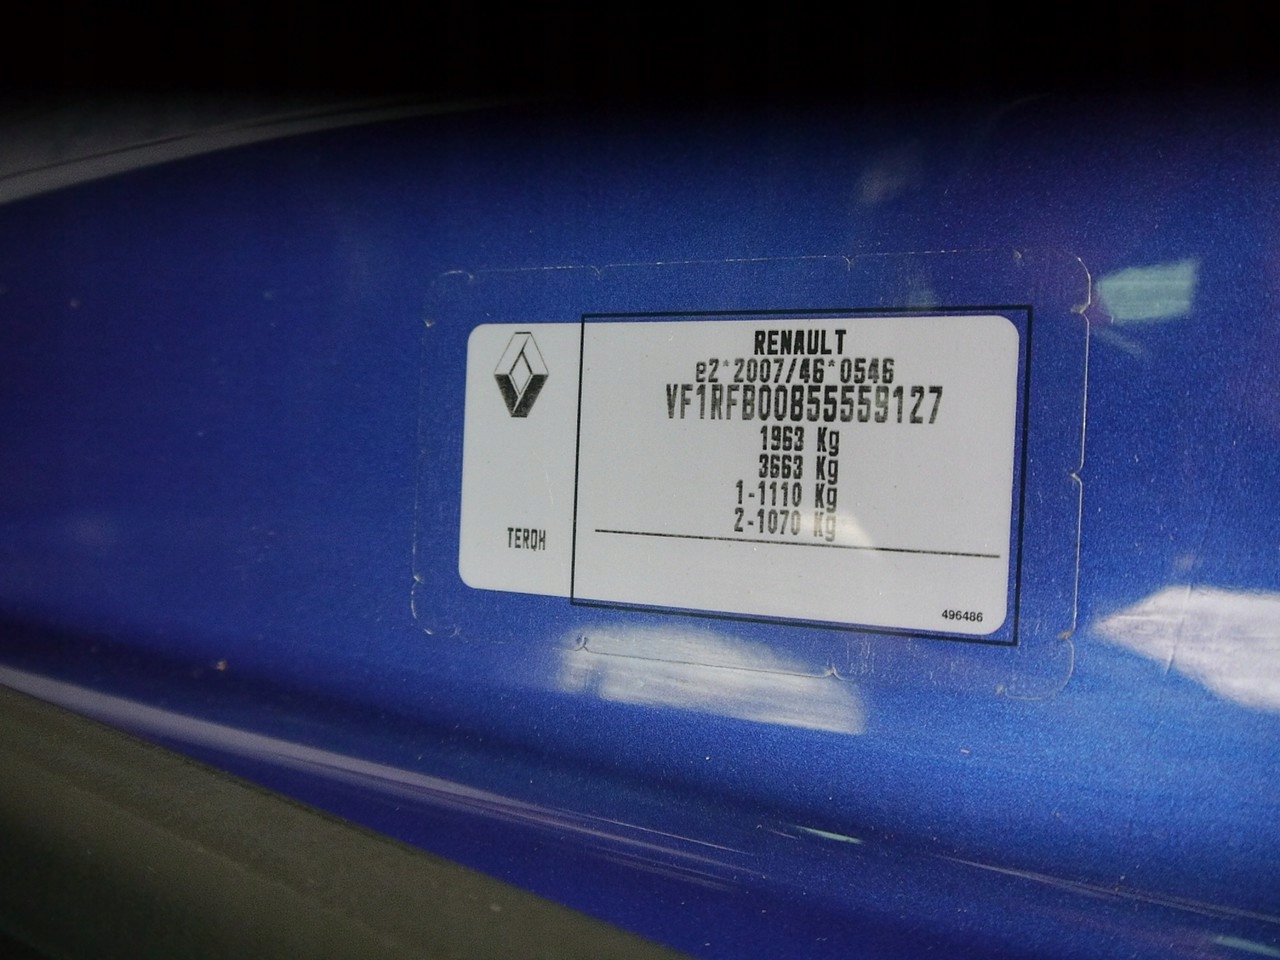 RENAULT
e2*2007/46*0546
VF1RFB00855559127
1963 Kg
3663 Kg
1-1110 Kg
2-1070 Kg
TERQH
496486